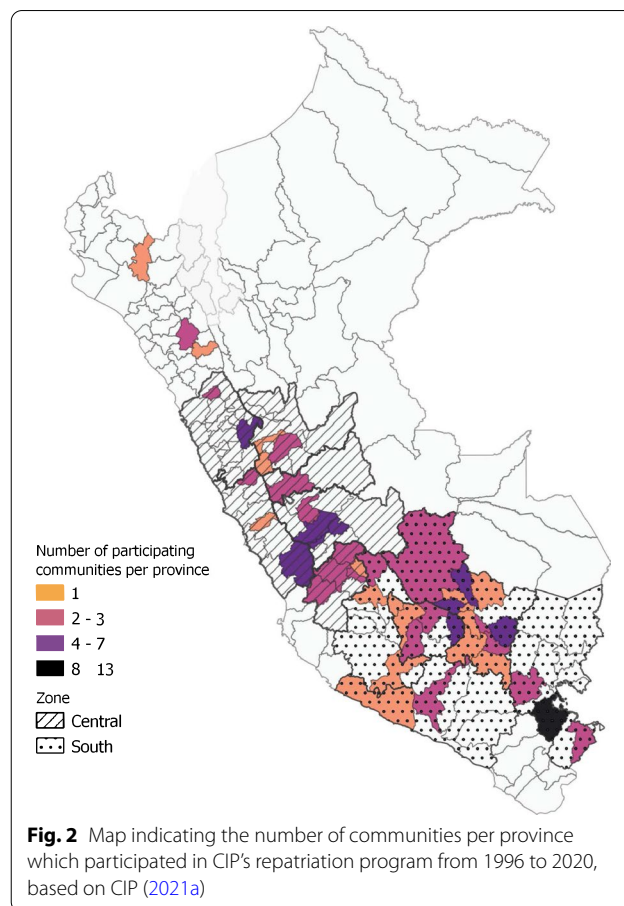 Number of participating
communities per province
1
2 - 3
4 - 7
8 13
Zone
Central
South
Fig. 2 Map indicating the number of communities per province
which participated in CIP's repatriation program from 1996 to 2020,
based on CIP (2021a)